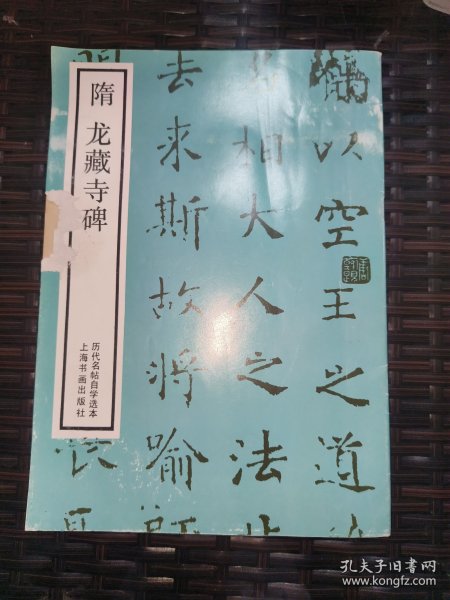 隋 龙藏寺碑
历代名帖自学选本
上海书画出版社
以空王之道
相大人之法
去来斯故将喻
孔夫子旧书网
www.kongfz.com